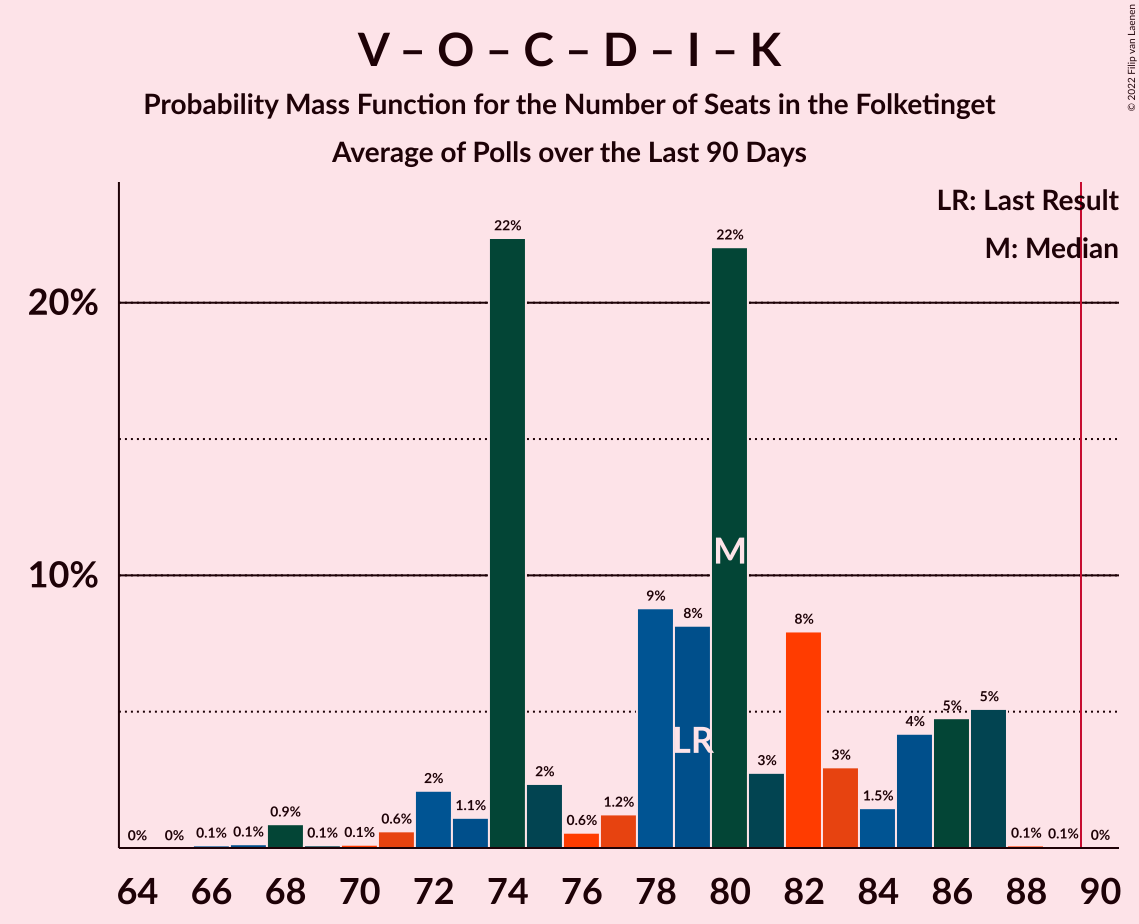 V – O – C – D – I – K
Probability Mass Function for the Number of Seats in the Folketinget
Average of Polls over the Last 90 Days
© 2022 Filip van Laenen
LR: Last Result
M: Median
20%
10%
0% 0% 0.1% 0.1% 0.9% 0.1% 0.1% 0.6% 2% 1.1% 22% 2% 0.6% 1.2% 9% 8% 22% 3% 8% 3% 1.5% 4% 5% 5% 0.1% 0.1% 0%
M
LR
64 66 68 70 72 74 76 78 80 82 84 86 88 90